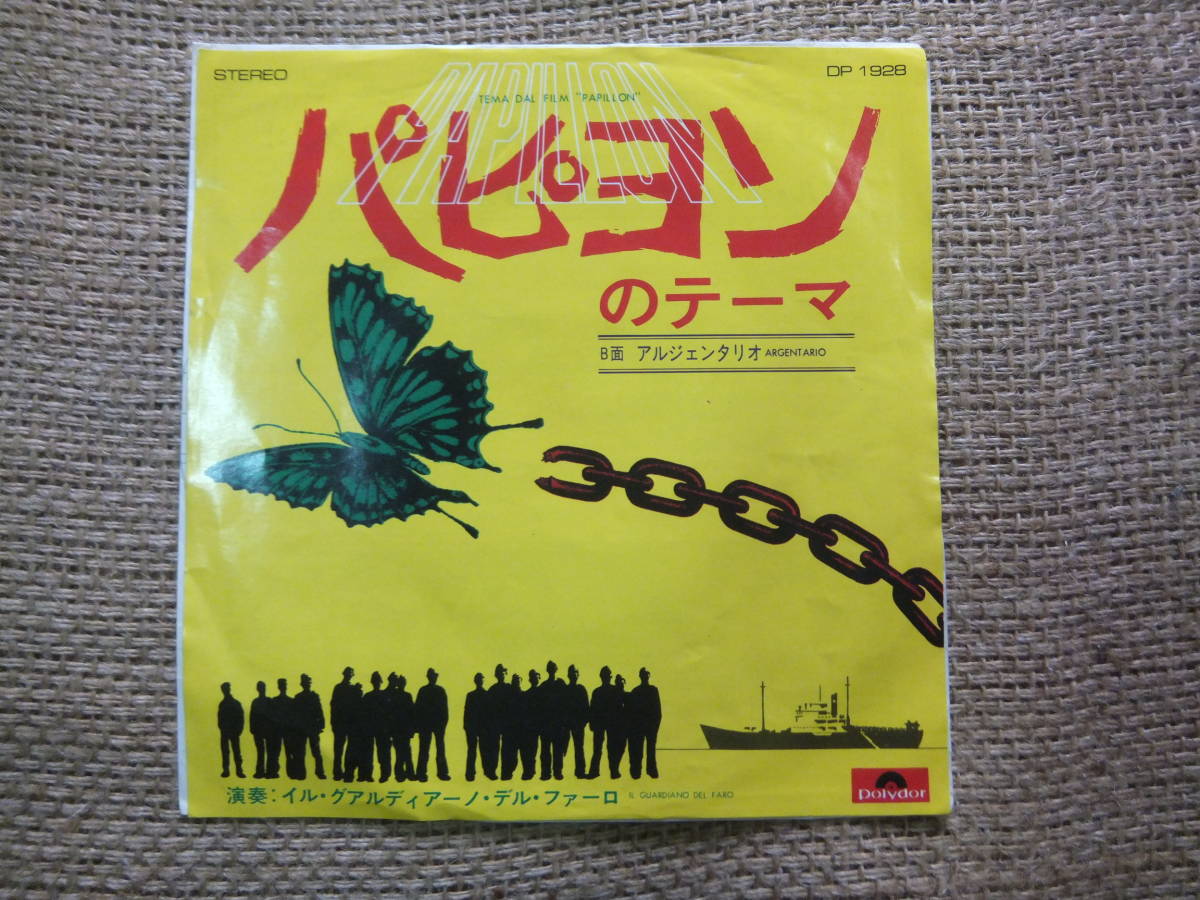 STEREO
DP 1928
PAPILLON
TEMA DAL FILM "PAPILLON"
パピヨン
のテーマ
B面 アルジェンタリオ ARGENTARIO
演奏:イル・グアルディアーノ・デル・ファーロ IL GUARDIANO DEL FARO
polydor